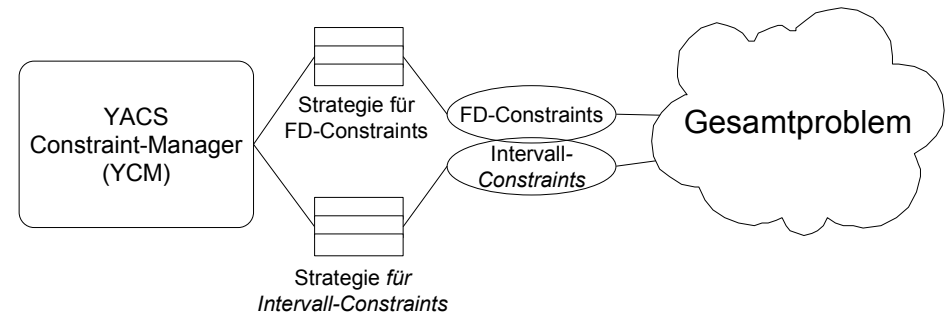 YACS
Constraint-Manager
(YCM)
Strategie für
FD-Constraints
Strategie für
Intervall-Constraints
FD-Constraints
Intervall-
Constraints
Gesamtproblem